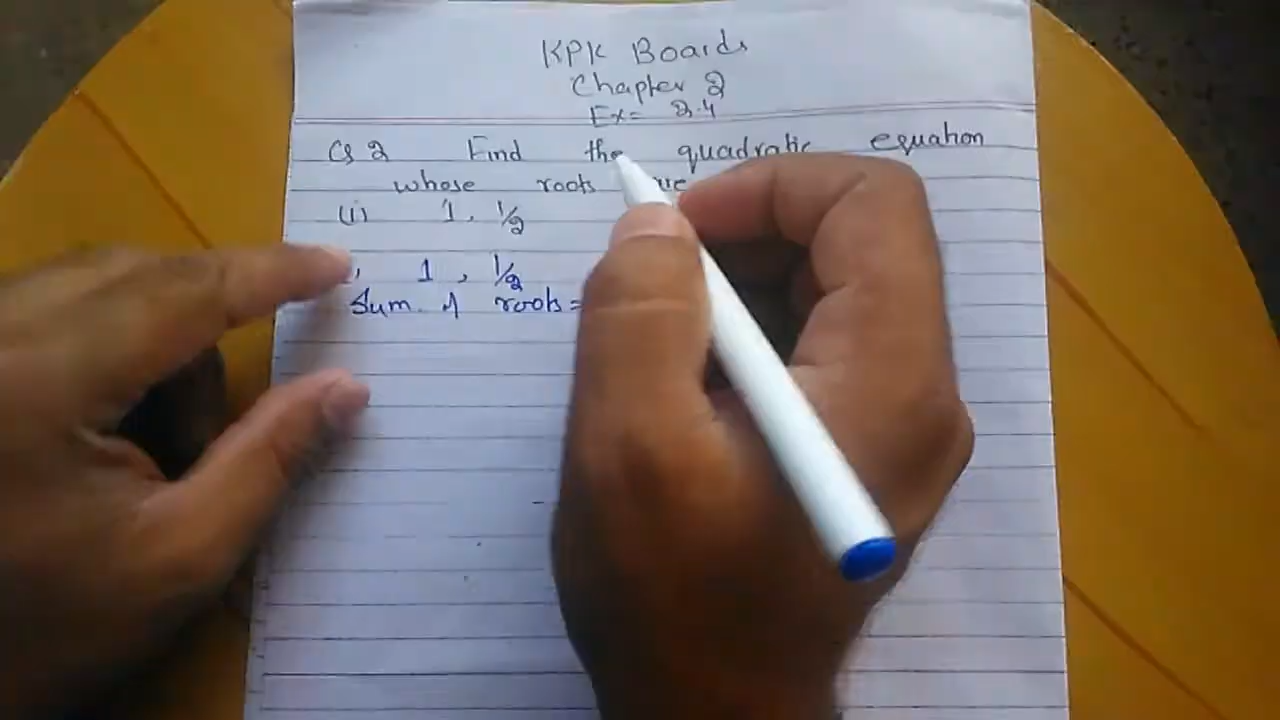 KPK Boards
Chapter 2
Ex= 2.4
Q 2 Find the quadratic equation
whose roots are
(i) 1, 1/2
1, 1/2
Sum of roots =